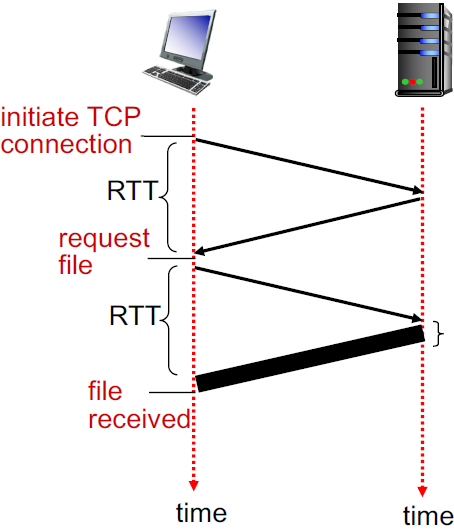 initiate TCP
connection
RTT
request
file
RTT
file
received
time
time